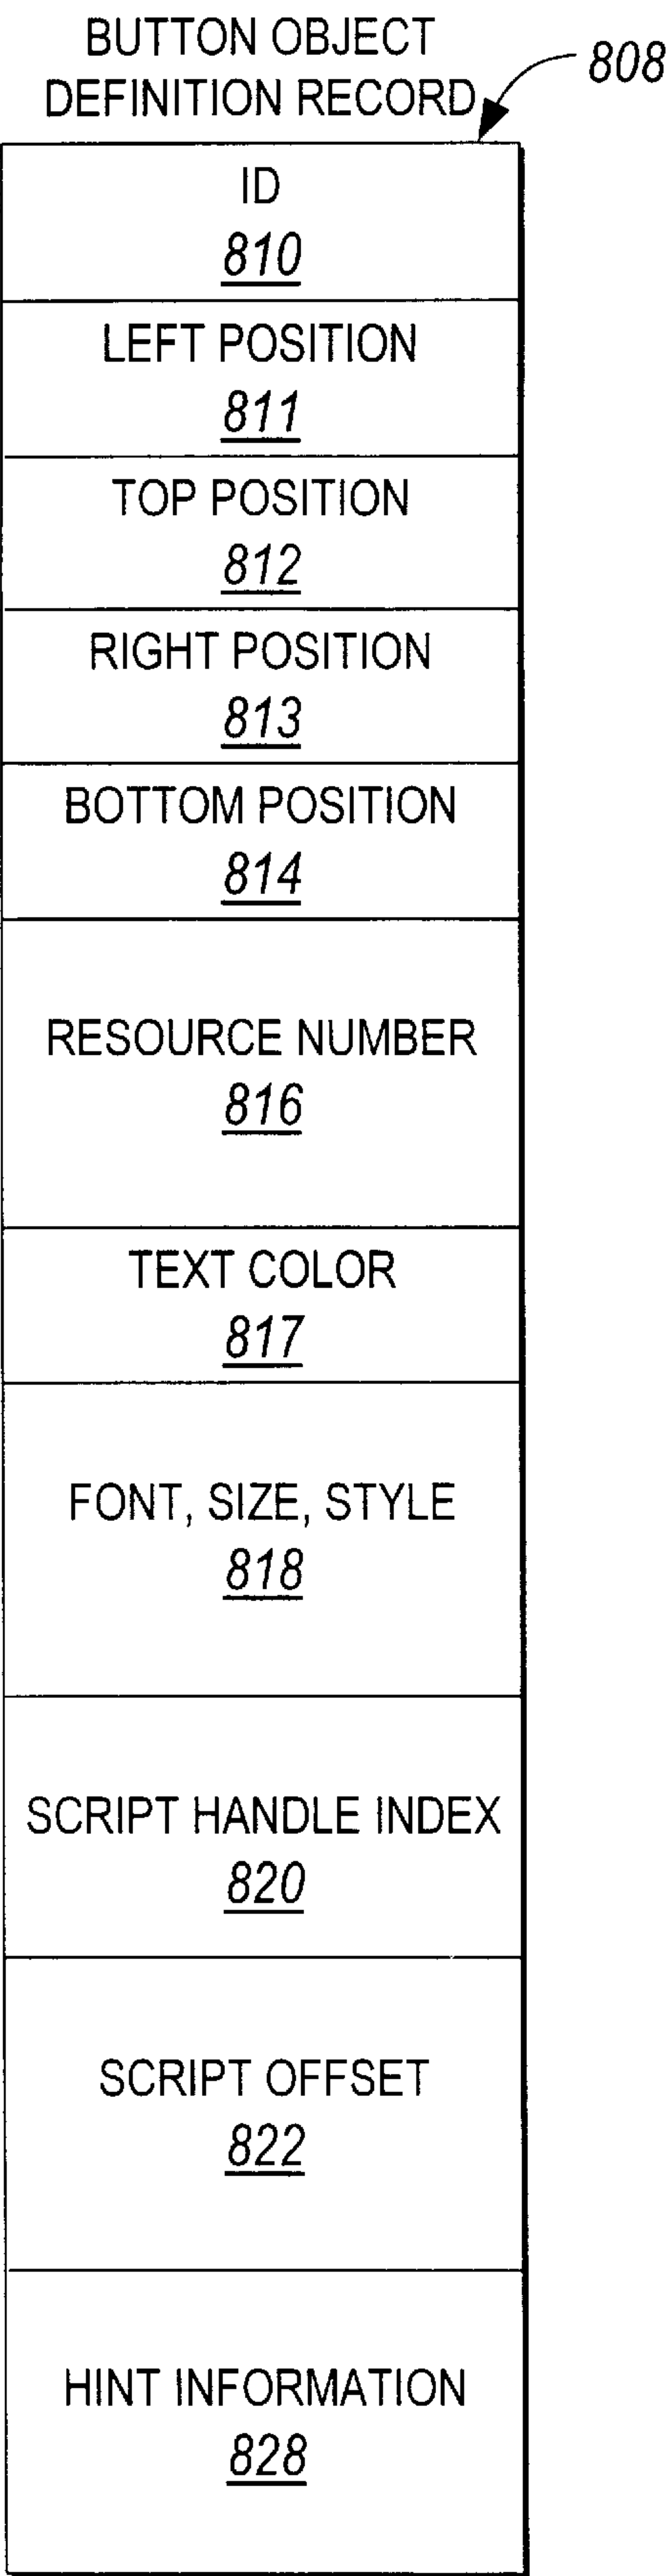 BUTTON OBJECT
DEFINITION RECORD
808
ID
810
LEFT POSITION
811
TOP POSITION
812
RIGHT POSITION
813
BOTTOM POSITION
814
RESOURCE NUMBER
816
TEXT COLOR
817
FONT, SIZE, STYLE
818
SCRIPT HANDLE INDEX
820
SCRIPT OFFSET
822
HINT INFORMATION
828